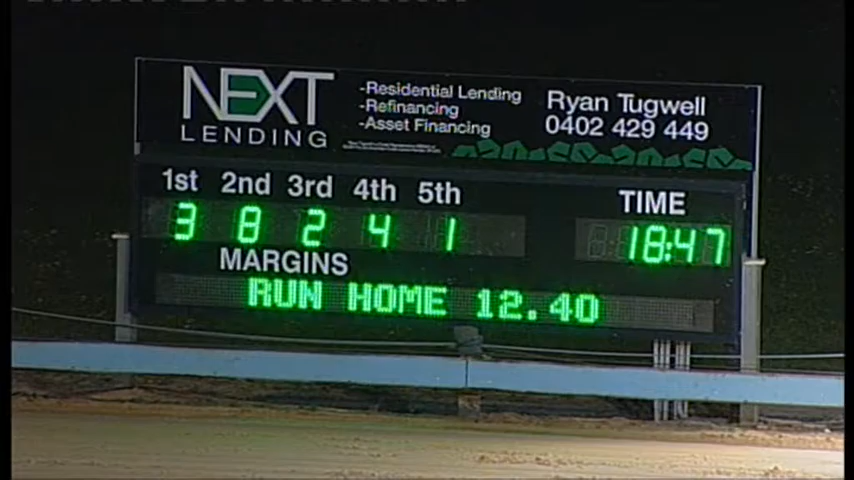 NEXT
LENDING
-Residential Lending
-Refinancing
-Asset Financing
Ryan Tugwell
0402 429 449
1st 2nd 3rd 4th 5th TIME
3 8 2 4 1 18:47
MARGINS
RUN HOME 12.40